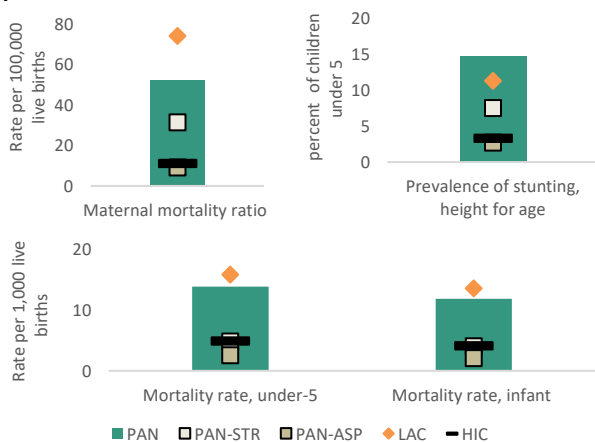 Rate per 100,000
live births
80
60
40
20
0
Maternal mortality ratio
percent of children
under 5
20
15
10
5
0
Prevalence of stunting,
height for age
Rate per 1,000 live
births
20
10
0
Mortality rate, under-5
Mortality rate, infant
PAN PAN-STR PAN-ASP LAC HIC